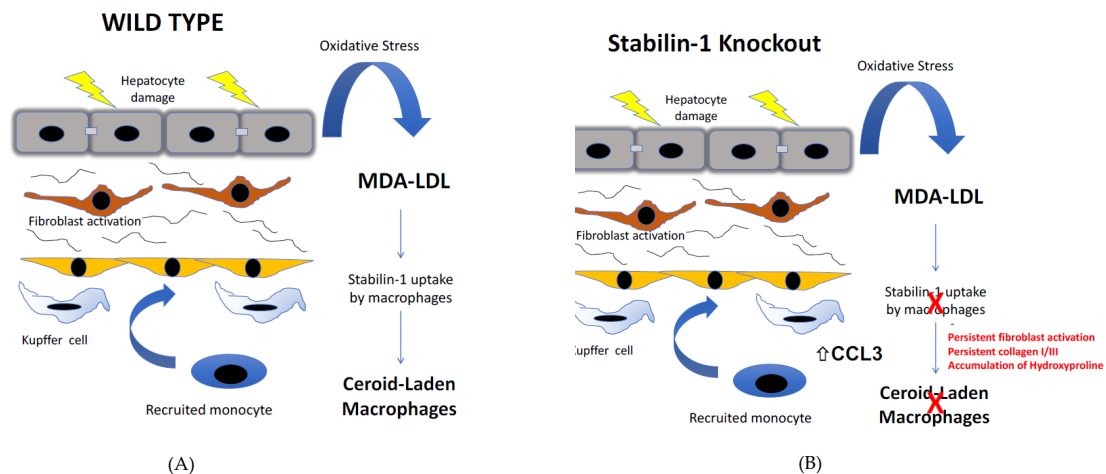 WILD TYPE
Oxidative Stress
Hepatocyte
damage
MDA-LDL
Fibroblast activation
Stabilin-1 uptake
by macrophages
Kupffer cell
Ceroid-Laden
Macrophages
Recruited monocyte
(A)
Stabilin-1 Knockout
Oxidative Stress
Hepatocyte
damage
MDA-LDL
Fibroblast activation
Stabilin-1 uptake
by macrophages
Persistent fibroblast activation
Persistent collagen I/III
Accumulation of Hydroxyproline
Kupffer cell
⇧CCL3
Ceroid-Laden
Macrophages
Recruited monocyte
(B)